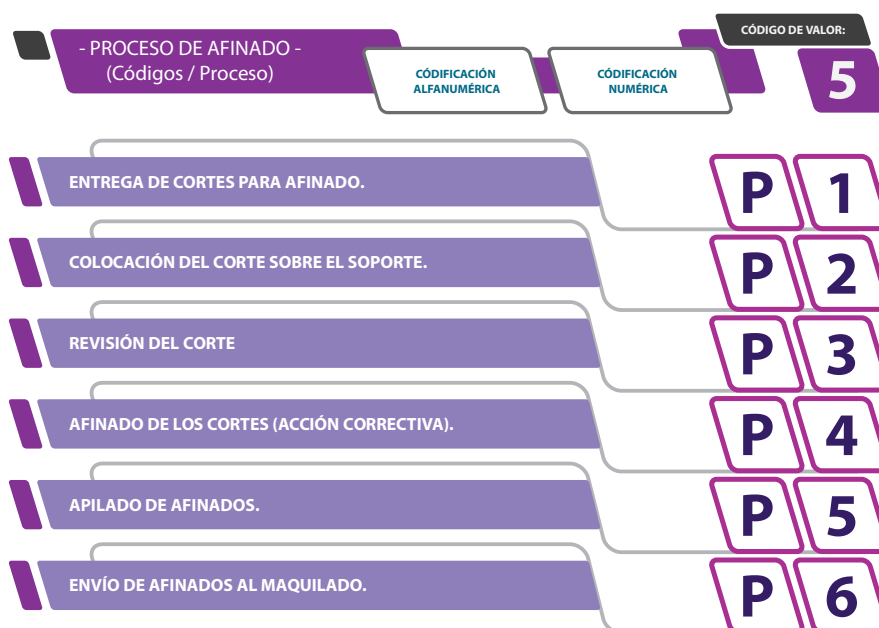 - PROCESO DE AFINADO -
(Códigos / Proceso)
CÓDIFICACIÓN
ALFANUMÉRICA
CÓDIFICACIÓN
NUMÉRICA
CÓDIGO DE VALOR:
5
ENTREGA DE CORTES PARA AFINADO. P 1
COLOCACIÓN DEL CORTE SOBRE EL SOPORTE. P 2
REVISIÓN DEL CORTE P 3
AFINADO DE LOS CORTES (ACCIÓN CORRECTIVA). P 4
APILADO DE AFINADOS. P 5
ENVÍO DE AFINADOS AL MAQUILADO. P 6